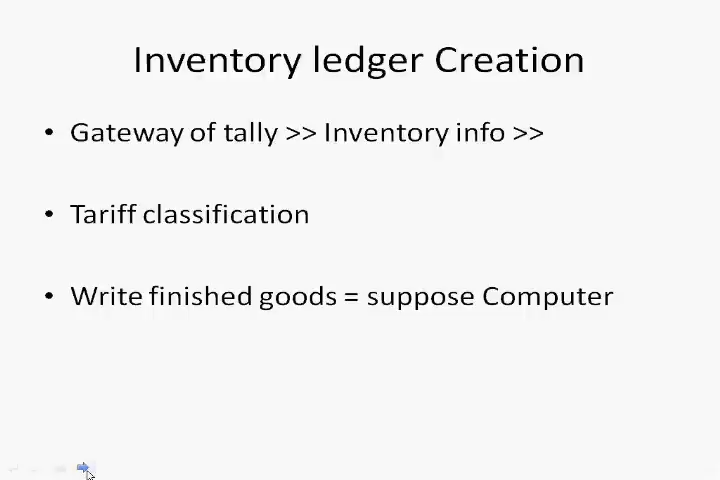 Inventory ledger Creation
• Gateway of tally >> Inventory info >>
• Tariff classification
• Write finished goods = suppose Computer